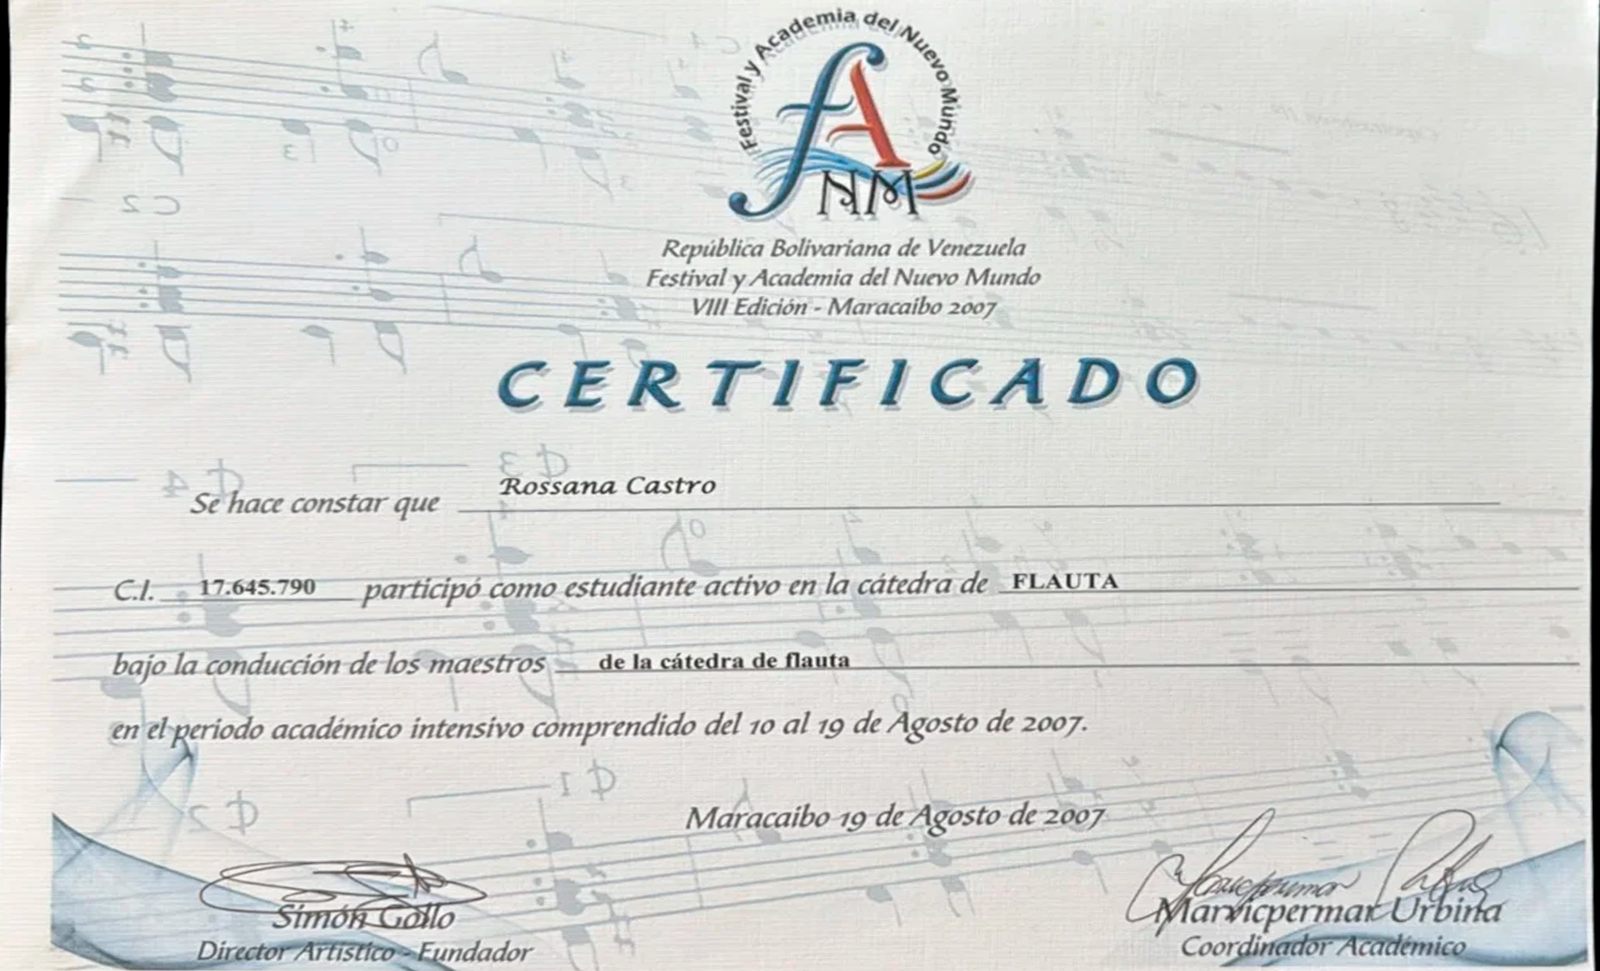 Festival y Academia del Nuevo Mundo
fA
NM
República Bolivariana de Venezuela
Festival y Academia del Nuevo Mundo
VIII Edición - Maracaibo 2007
CERTIFICADO
Se hace constar que Rossana Castro
C.I. 17.645.790 participó como estudiante activo en la cátedra de FLAUTA
bajo la conducción de los maestros de la cátedra de flauta
en el periodo académico intensivo comprendido del 10 al 19 de Agosto de 2007.
Maracaibo 19 de Agosto de 2007
Simón Gollo
Director Artístico - Fundador
Marvicpermar Urbina
Coordinador Académico